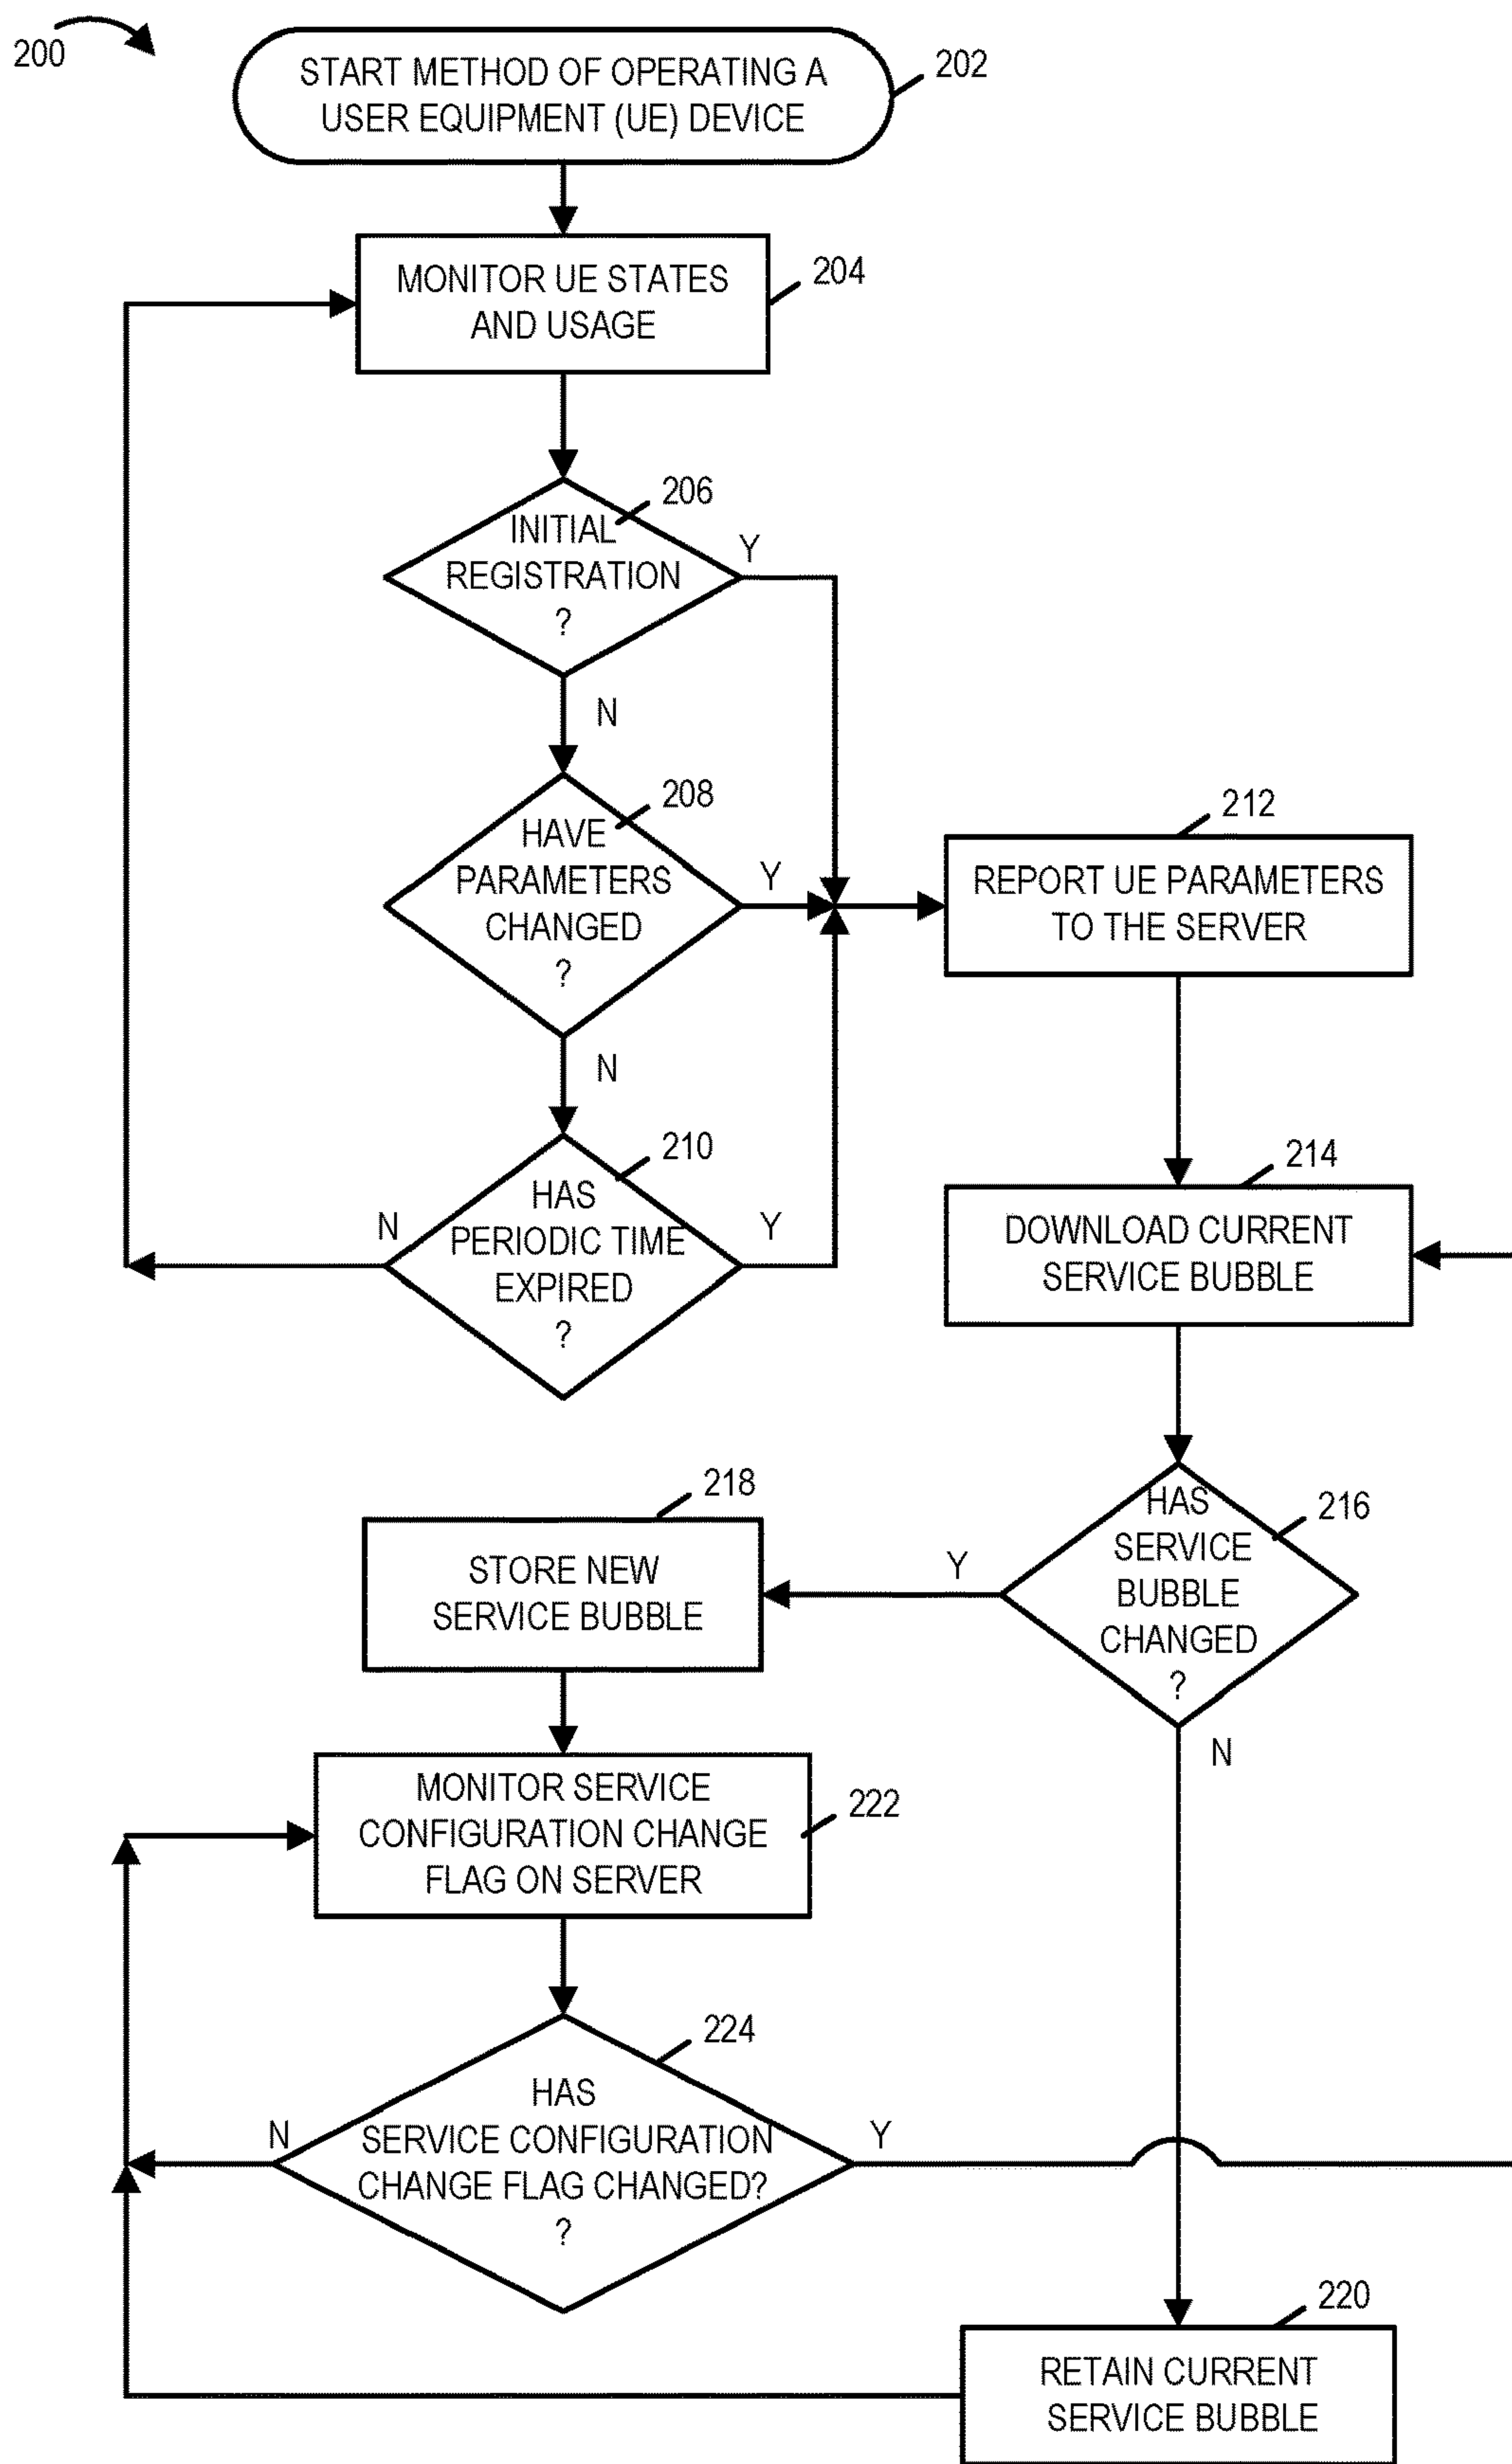 200
START METHOD OF OPERATING A
USER EQUIPMENT (UE) DEVICE
202
MONITOR UE STATES
AND USAGE
204
206
INITIAL
REGISTRATION
?
Y
N
208
HAVE
PARAMETERS
CHANGED
?
Y
N
212
REPORT UE PARAMETERS
TO THE SERVER
210
HAS
PERIODIC TIME
EXPIRED
?
N
Y
214
DOWNLOAD CURRENT
SERVICE BUBBLE
216
HAS
SERVICE
BUBBLE
CHANGED
?
Y
N
218
STORE NEW
SERVICE BUBBLE
MONITOR SERVICE
CONFIGURATION CHANGE
FLAG ON SERVER
222
224
HAS
SERVICE CONFIGURATION
CHANGE FLAG CHANGED?
?
N
Y
220
RETAIN CURRENT
SERVICE BUBBLE